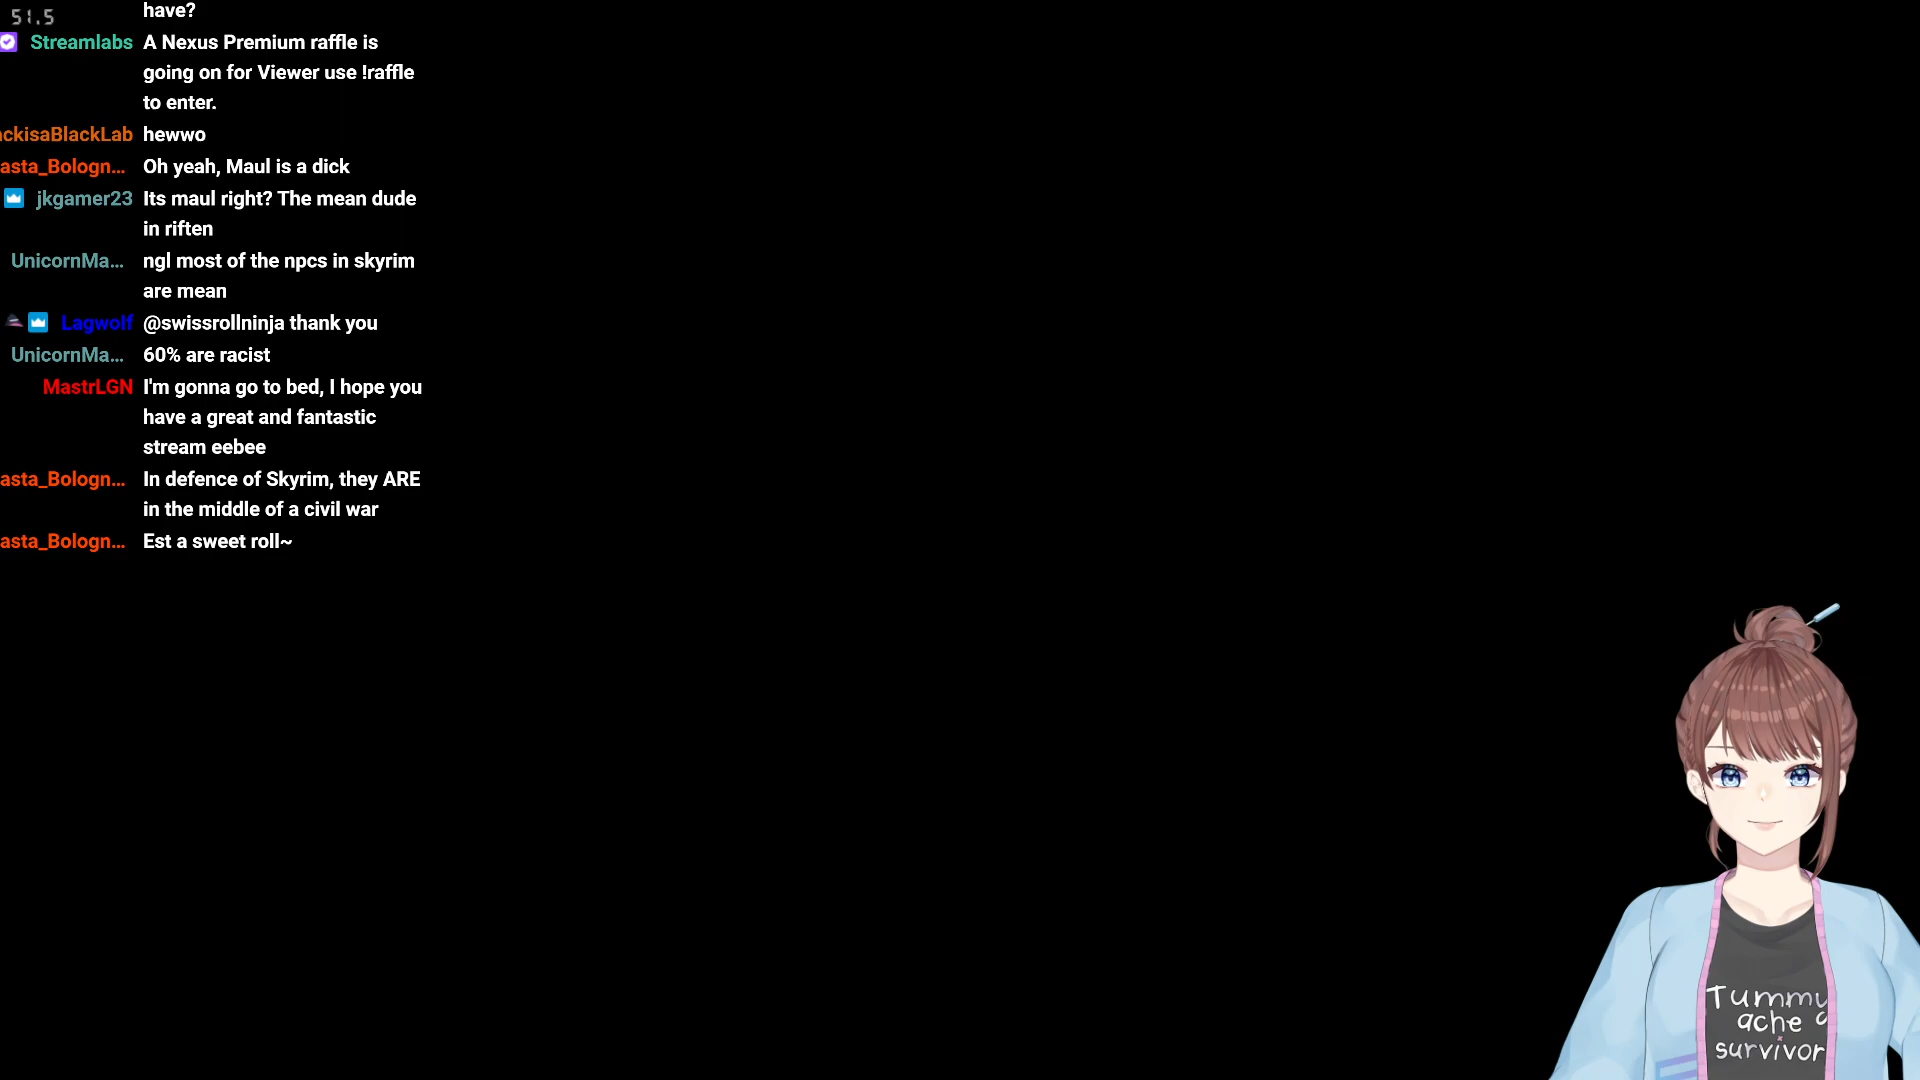 51.5
have?
Streamlabs A Nexus Premium raffle is
going on for Viewer use !raffle
to enter.
ckisaBlackLab hewwo
asta_Bologn... Oh yeah, Maul is a dick
jkgamer23 Its maul right? The mean dude
in riften
UnicornMa... ngl most of the npcs in skyrim
are mean
Lagwolf @swissrollninja thank you
UnicornMa... 60% are racist
MastrLGN I'm gonna go to bed, I hope you
have a great and fantastic
stream eebee
asta_Bologn... In defence of Skyrim, they ARE
in the middle of a civil war
asta_Bologn... Est a sweet roll~
Tummy
ache
survivor